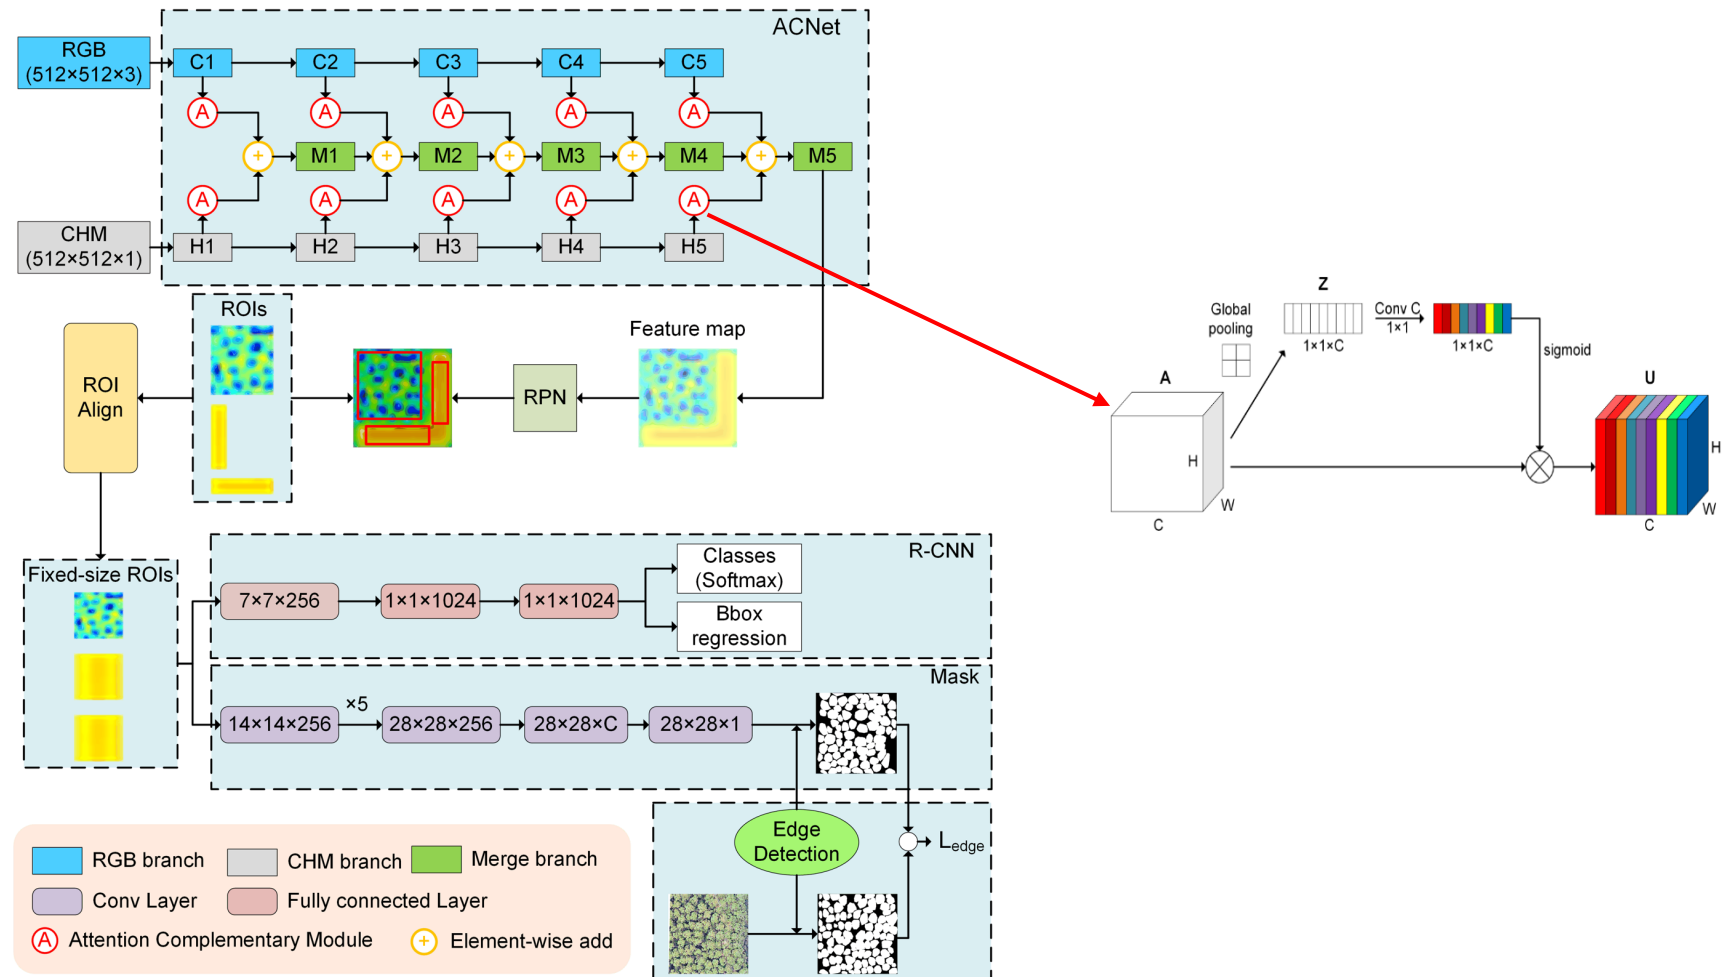 ACNet
RGB
(512×512×3)
C1
C2
C3
C4
C5
A
A
A
A
A
+
M1
+
M2
+
M3
+
M4
+
M5
A
A
A
A
A
CHM
(512×512×1)
H1
H2
H3
H4
H5
ROI
Align
ROIs
RPN
Feature map
Z
Global
pooling
1×1×C
Conv C
1×1
1×1×C
sigmoid
A
H
W
C
U
H
W
C
Fixed-size ROIs
R-CNN
7×7×256
1×1×1024
1×1×1024
Classes
(Softmax)
Bbox
regression
Mask
14×14×256
×5
28×28×256
28×28×C
28×28×1
Edge
Detection
Ledge
RGB branch
CHM branch
Merge branch
Conv Layer
Fully connected Layer
A Attention Complementary Module
+ Element-wise add